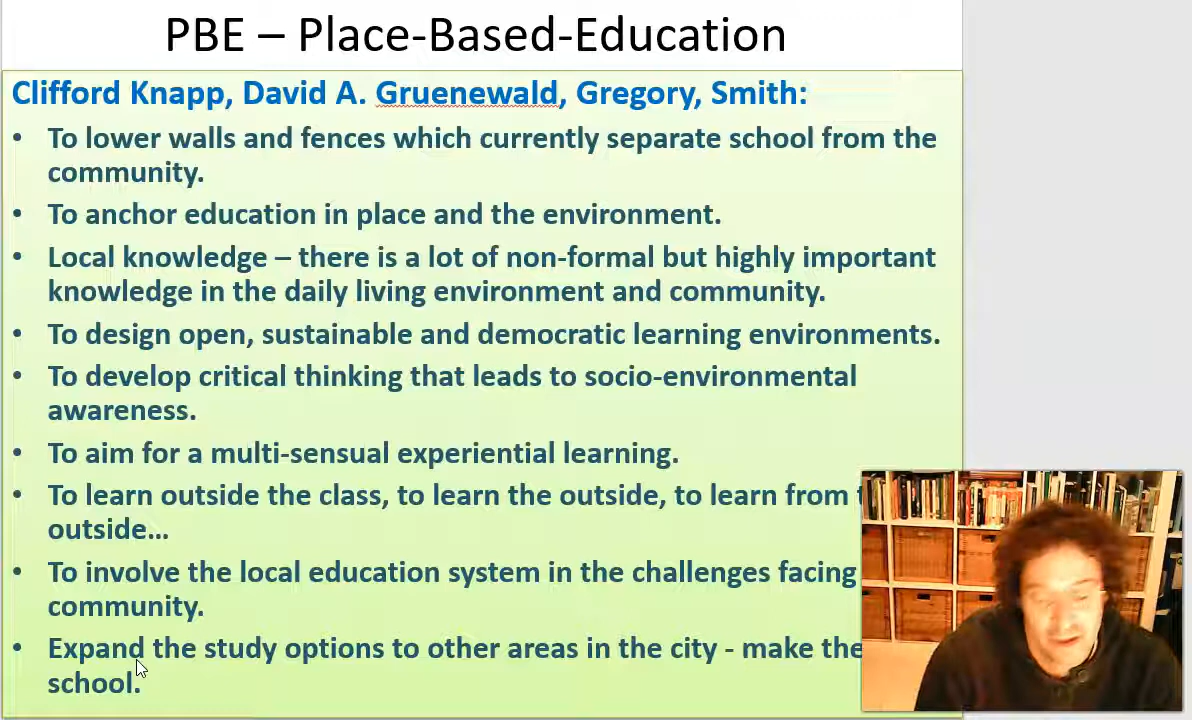 PBE – Place-Based-Education
Clifford Knapp, David A. Gruenewald, Gregory, Smith:
• To lower walls and fences which currently separate school from the
community.
• To anchor education in place and the environment.
• Local knowledge – there is a lot of non-formal but highly important
knowledge in the daily living environment and community.
• To design open, sustainable and democratic learning environments.
• To develop critical thinking that leads to socio-environmental
awareness.
• To aim for a multi-sensual experiential learning.
• To learn outside the class, to learn the outside, to learn from
outside…
• To involve the local education system in the challenges facing
community.
• Expand the study options to other areas in the city - make the
school.